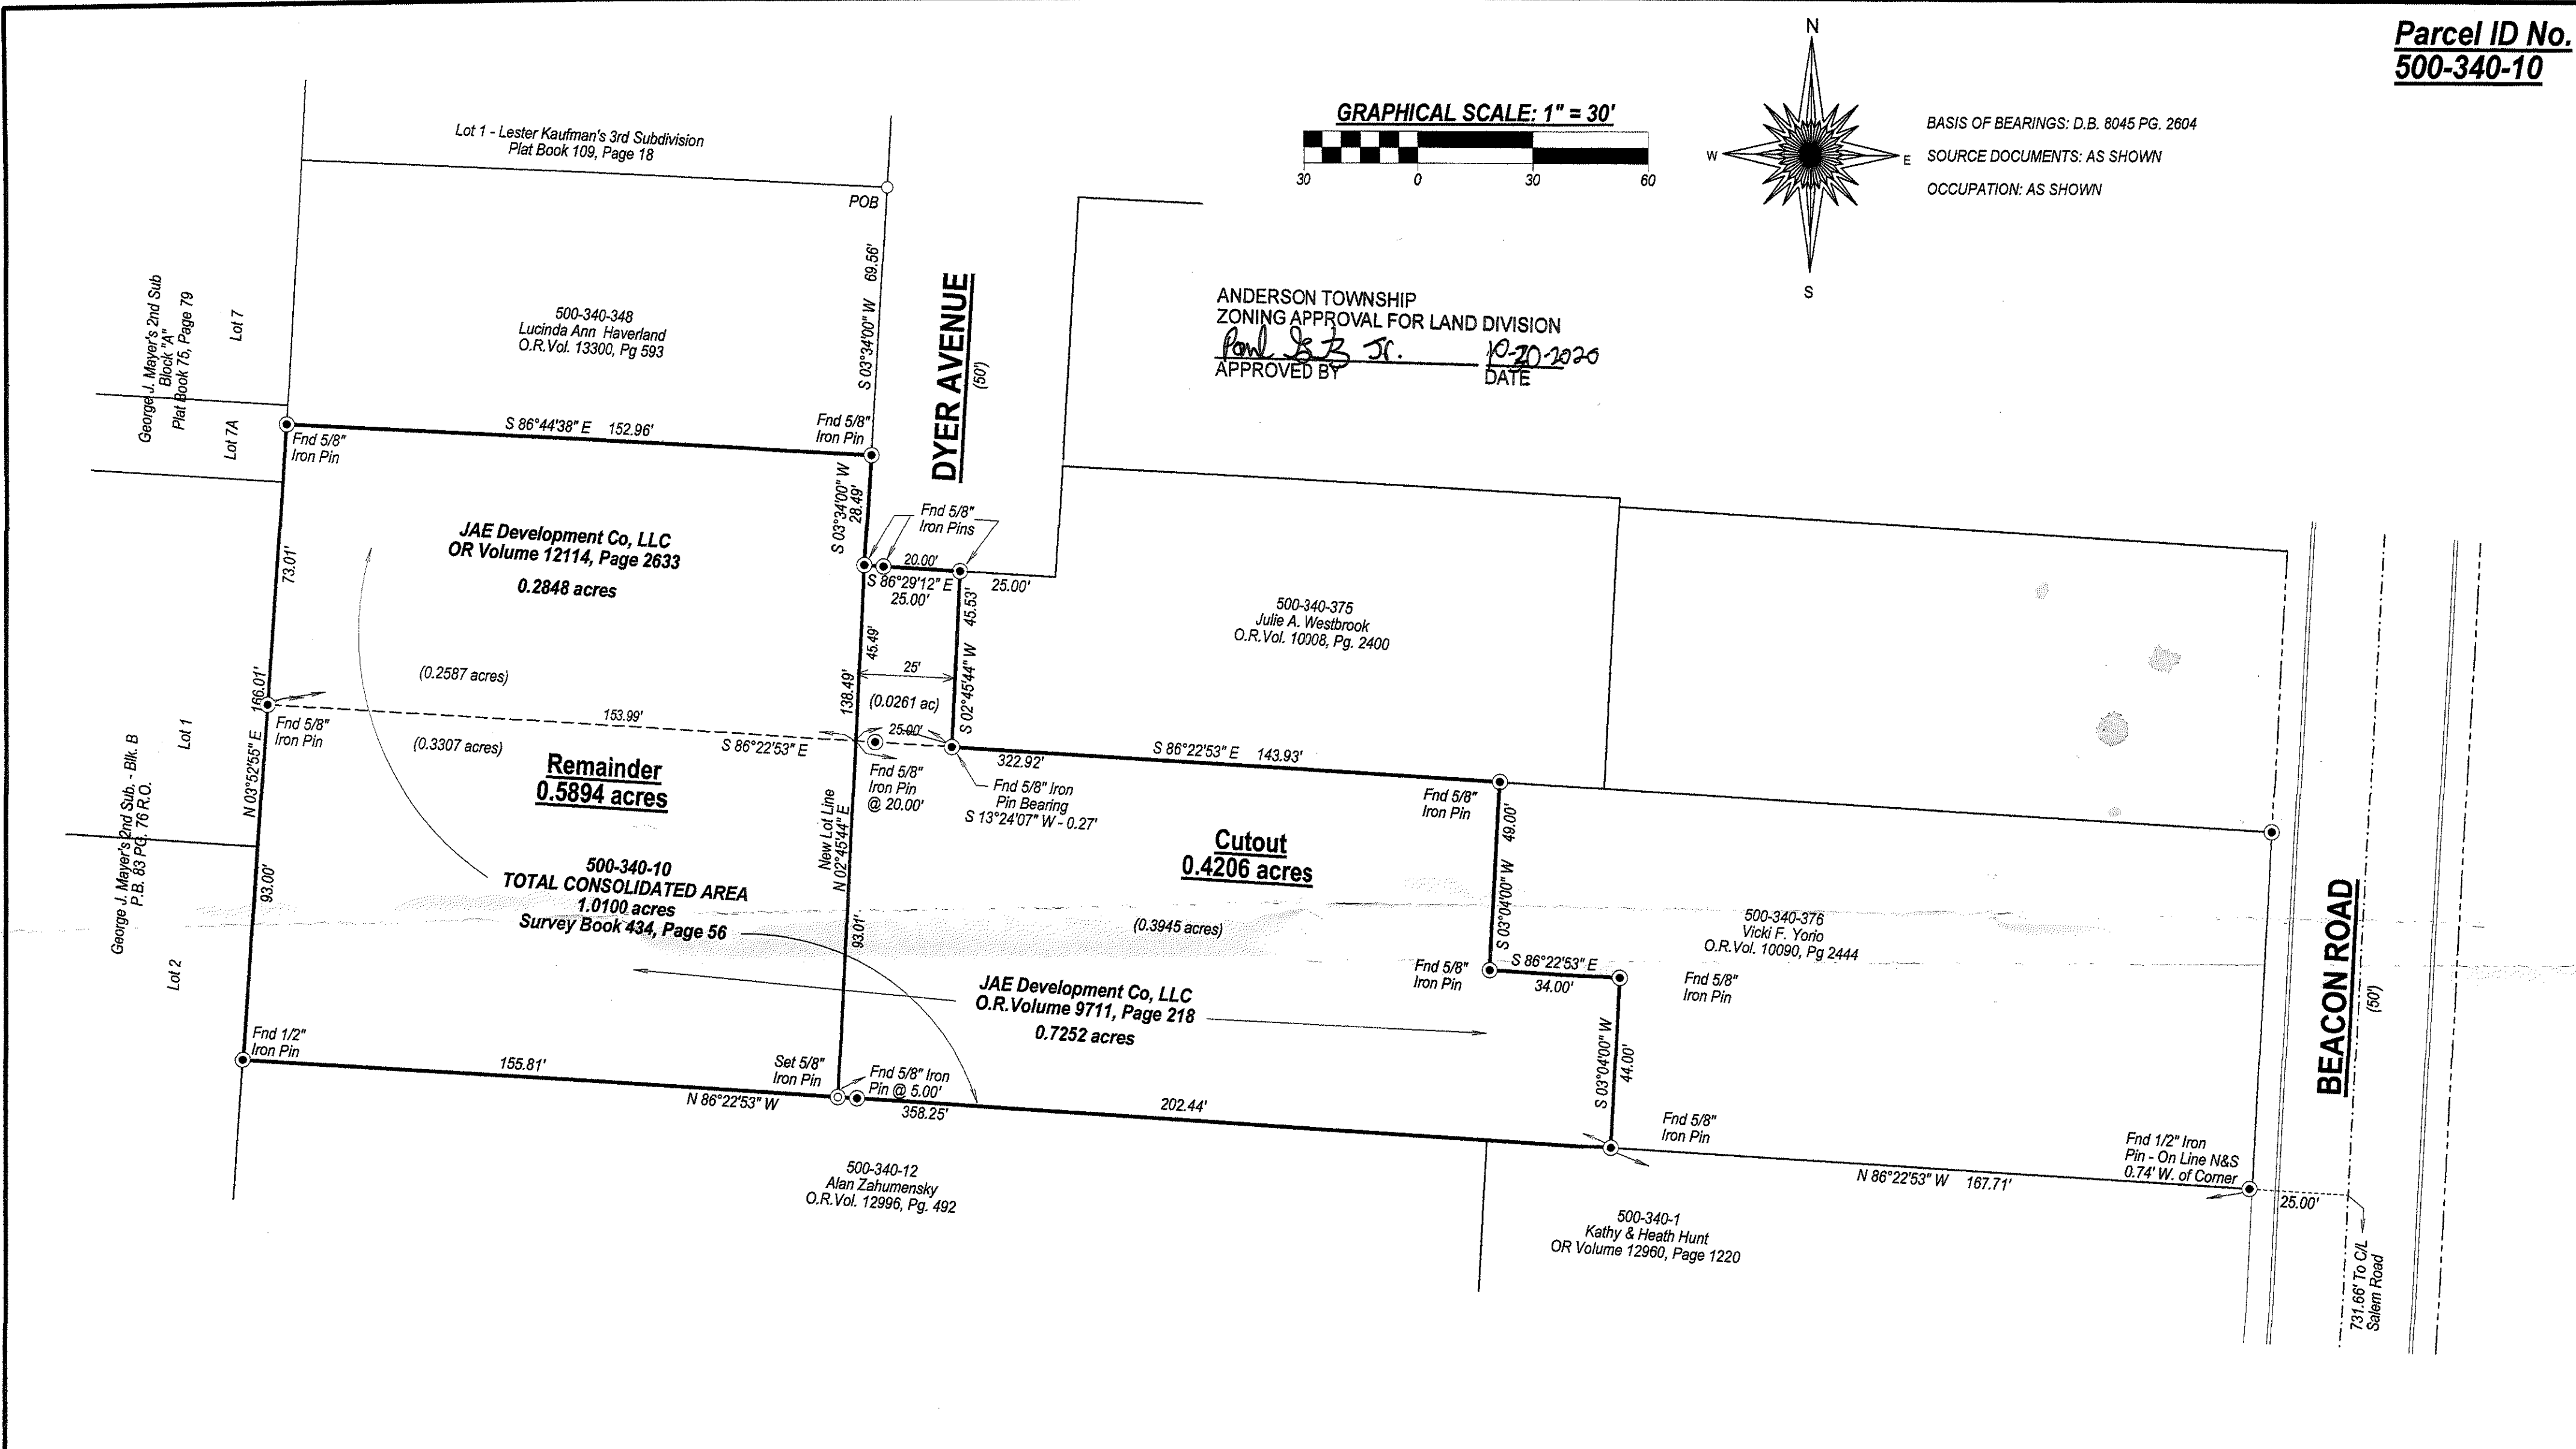 Parcel ID No.
500-340-10
N
W
E
S
GRAPHICAL SCALE: 1" = 30'
30
0
30
60
BASIS OF BEARINGS: D.B. 8045 PG. 2604
SOURCE DOCUMENTS: AS SHOWN
OCCUPATION: AS SHOWN
Lot 1 - Lester Kaufman's 3rd Subdivision
Plat Book 109, Page 18
POB
S 03°34'00" W 69.56'
DYER AVENUE
(50')
ANDERSON TOWNSHIP
ZONING APPROVAL FOR LAND DIVISION
Paul Jr.
10-20-2020
APPROVED BY
DATE
George J. Mayer's 2nd Sub
Block "A"
Plat Book 75, Page 79
Lot 7
Lot 7A
500-340-348
Lucinda Ann Haverland
O.R.Vol. 13300, Pg 593
S 86°44'38" E 152.96'
Fnd 5/8"
Iron Pin
Fnd 5/8"
Iron Pin
S 03°34'00" W
28.49'
Fnd 5/8"
Iron Pins
20.00'
S 86°29'12" E
25.00'
25.00'
JAE Development Co, LLC
OR Volume 12114, Page 2633
0.2848 acres
73.01'
45.49'
45.53'
S 02°45'44" W
25'
(0.0261 ac)
138.49'
500-340-375
Julie A. Westbrook
O.R.Vol. 10008, Pg. 2400
(0.2587 acres)
166.01'
N 03°52'55" E
Fnd 5/8"
Iron Pin
153.99'
(0.3307 acres)
S 86°22'53" E
25.00'
S 86°22'53" E 143.93'
322.92'
Fnd 5/8"
Iron Pin
@ 20.00'
Fnd 5/8" Iron
Pin Bearing
S 13°24'07" W - 0.27'
Fnd 5/8"
Iron Pin
49.00'
S 03°04'00" W
Remainder
0.5894 acres
New Lot Line
N 02°45'44" E
Cutout
0.4206 acres
George J. Mayer's 2nd Sub. - Blk. B
P.B. 83 PG. 76 R.O.
Lot 1
Lot 2
93.00'
500-340-10
TOTAL CONSOLIDATED AREA
1.0100 acres
Survey Book 434, Page 56
93.01'
(0.3945 acres)
500-340-376
Vicki F. Yorio
O.R.Vol. 10090, Pg 2444
BEACON ROAD
(50')
Fnd 5/8"
Iron Pin
S 86°22'53" E
34.00'
Fnd 5/8"
Iron Pin
JAE Development Co, LLC
O.R.Volume 9711, Page 218
0.7252 acres
S 03°04'00" W
44.00'
Fnd 1/2"
Iron Pin
155.81'
Set 5/8"
Iron Pin
Fnd 5/8" Iron
Pin @ 5.00'
N 86°22'53" W
358.25'
202.44'
Fnd 5/8"
Iron Pin
Fnd 1/2" Iron
Pin - On Line N&S
0.74' W. of Corner
N 86°22'53" W 167.71'
25.00'
500-340-12
Alan Zahumensky
O.R.Vol. 12996, Pg. 492
500-340-1
Kathy & Heath Hunt
OR Volume 12960, Page 1220
731.66' To C/L
Salem Road